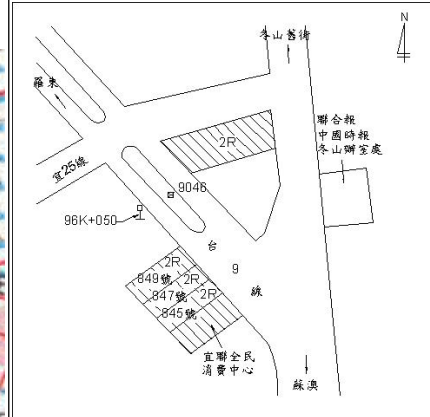 N
冬山舊街
羅東
聯合報
中國時報
冬山辦事處
2R
宜25線
9046
96K+050
台
9
線
2R
849號
2R
847號
2R
845號
宜聯全民
消費中心
蘇澳